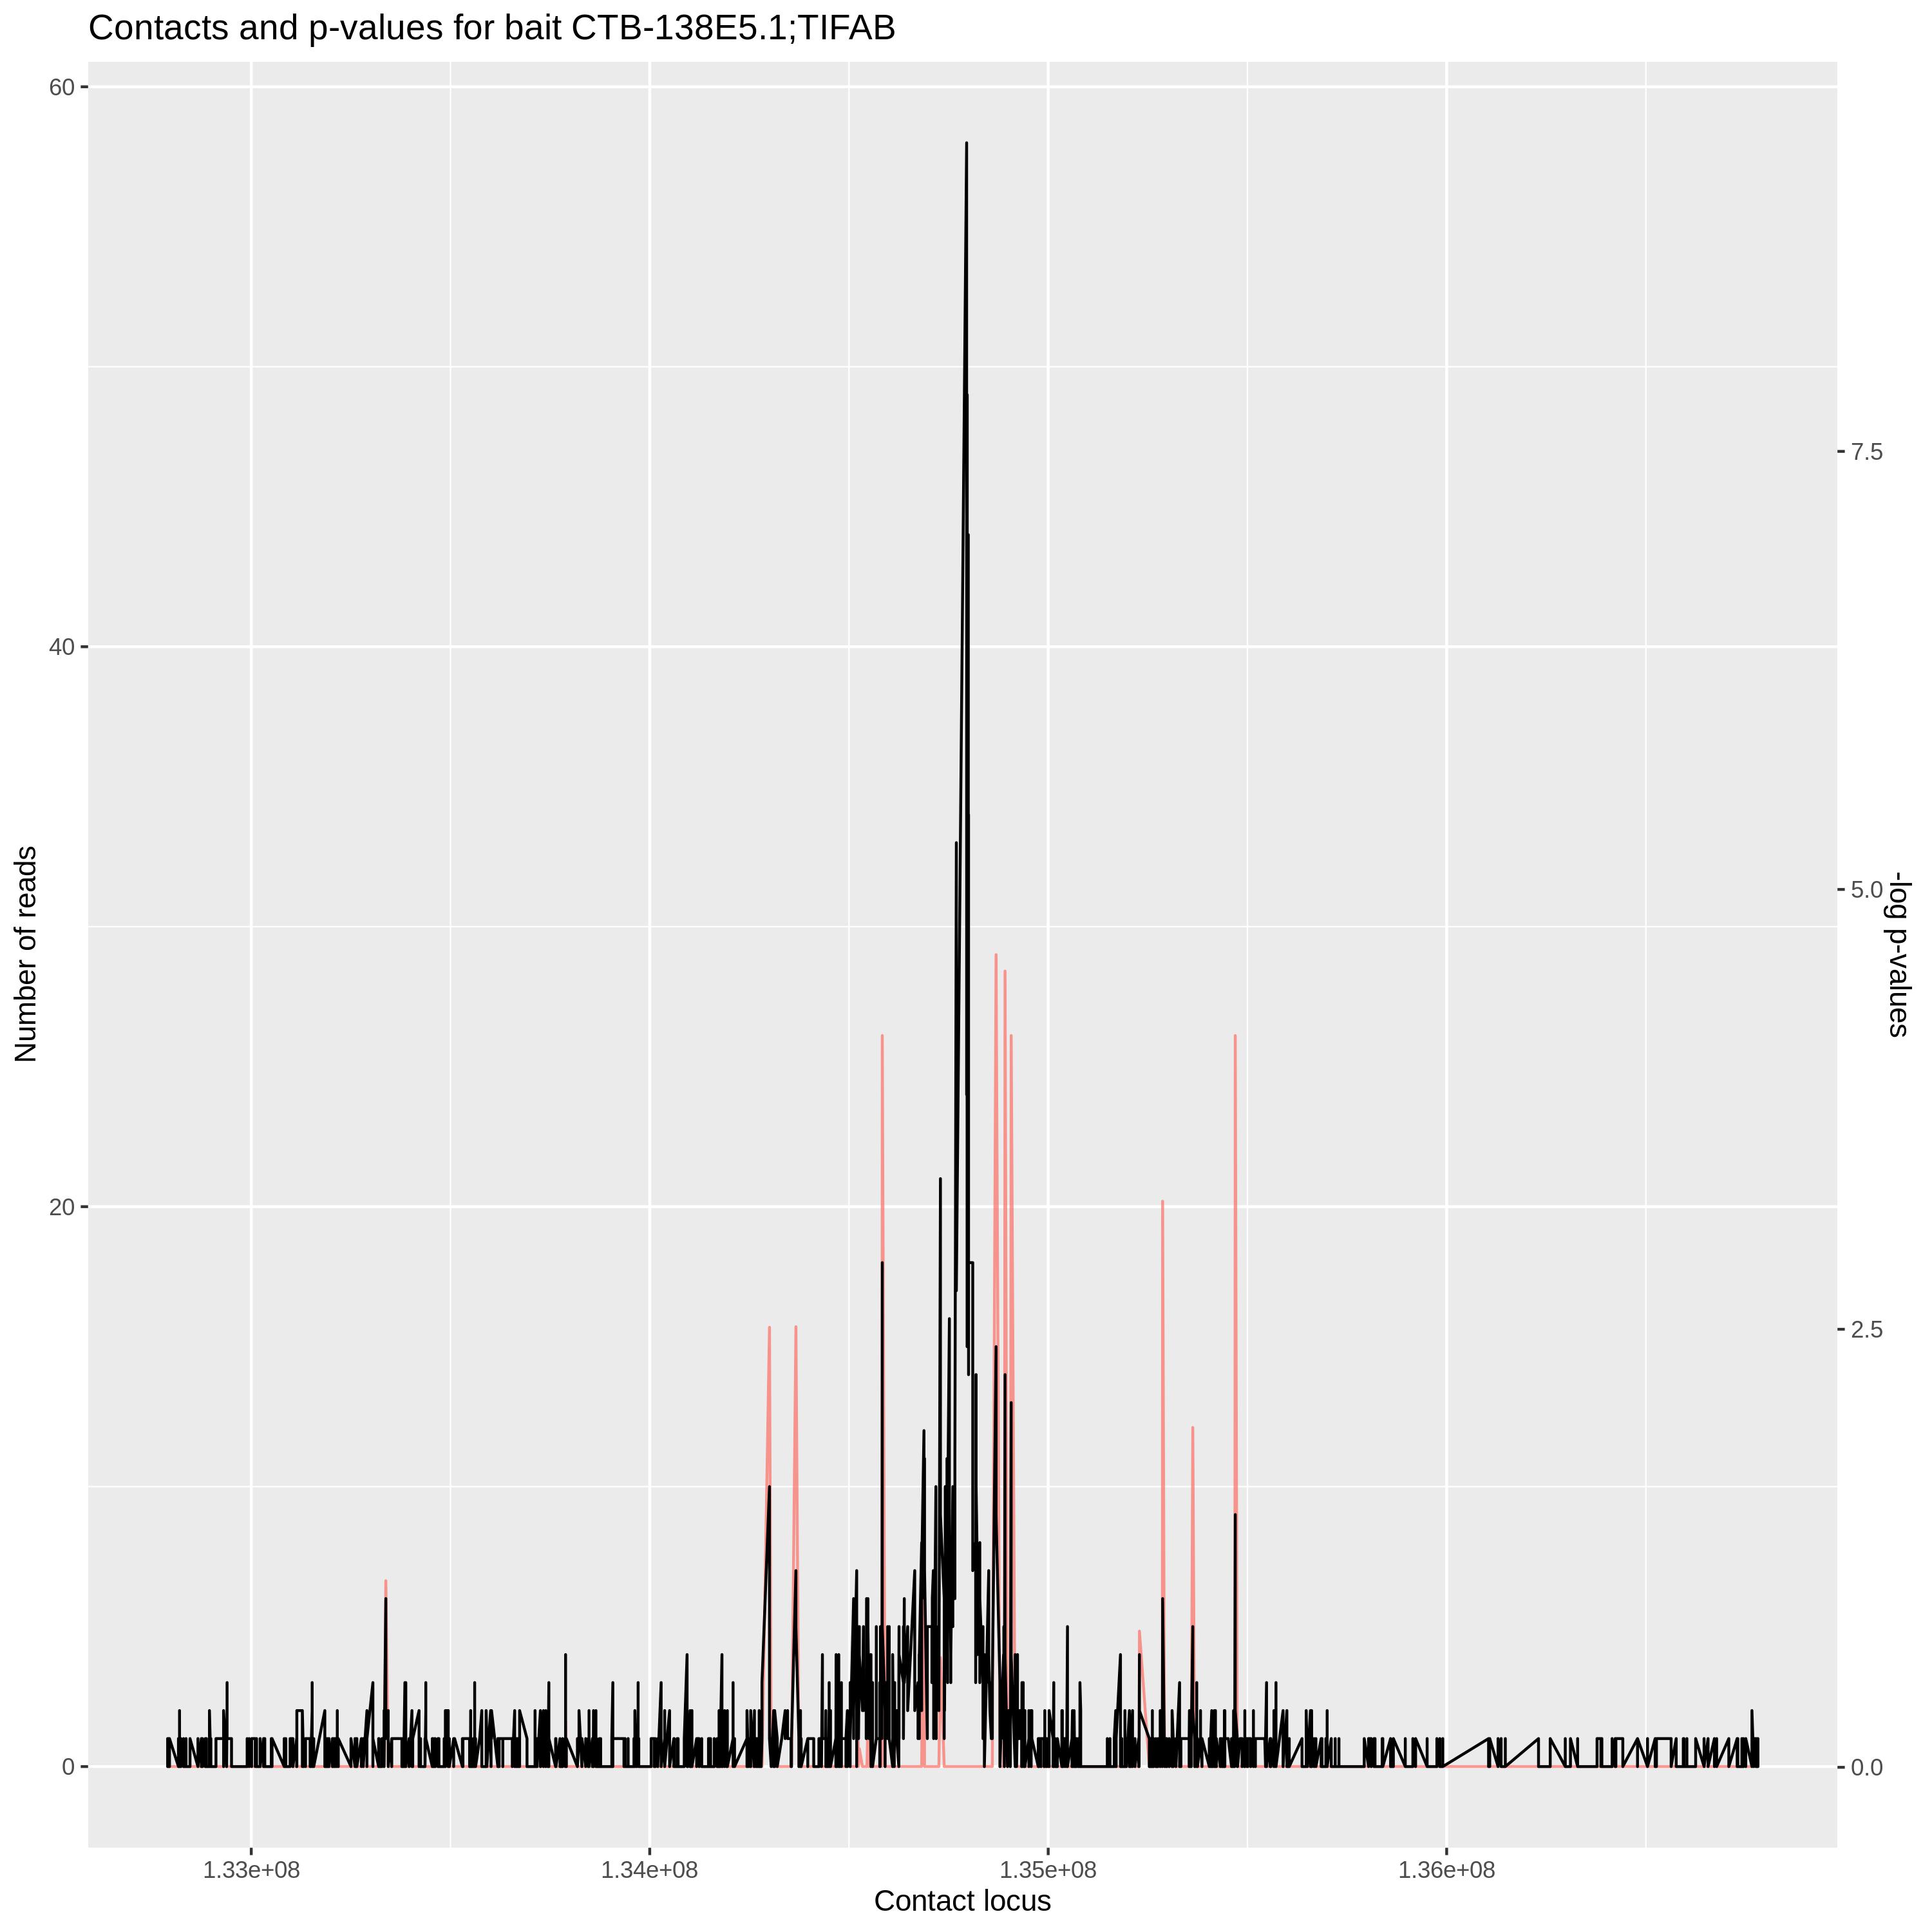 Contacts and p-values for bait CTB-138E5.1;TIFAB
60
40
20
0
Number of reads
7.5
5.0
2.5
0.0
-log p-values
1.33e+08
1.34e+08
1.35e+08
1.36e+08
Contact locus